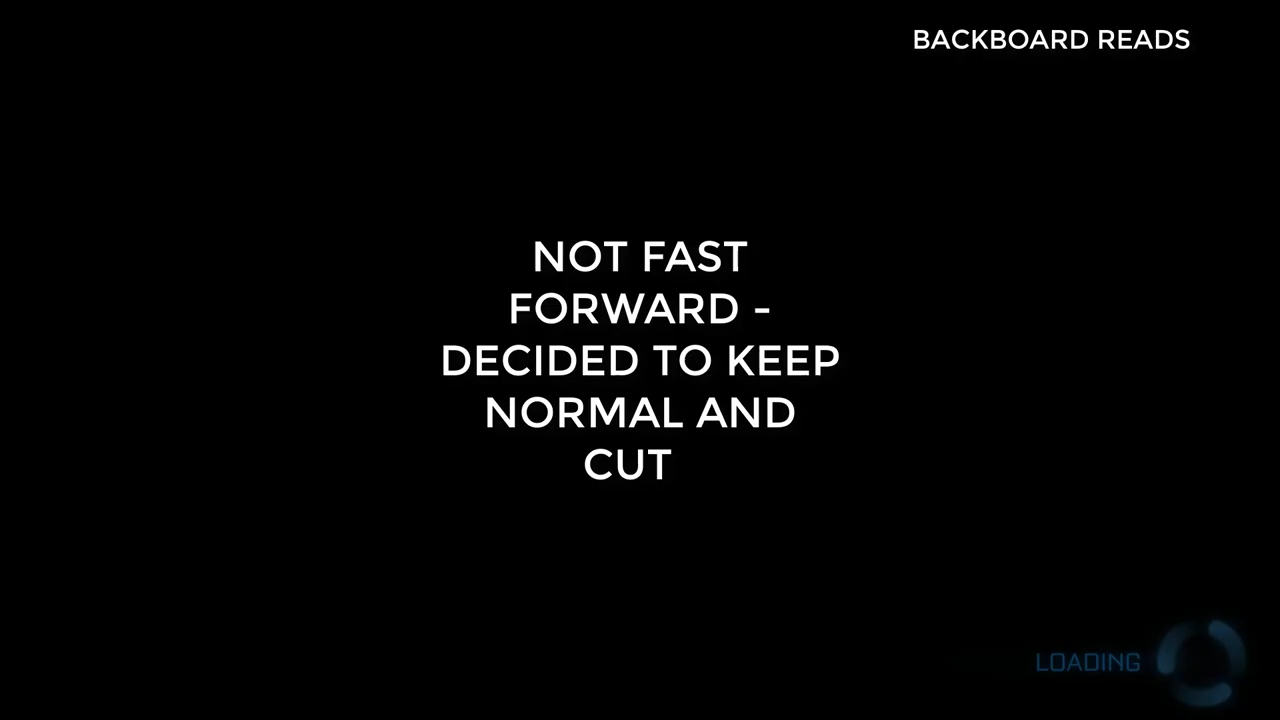 BACKBOARD READS
NOT FAST
FORWARD -
DECIDED TO KEEP
NORMAL AND
CUT
LOADING